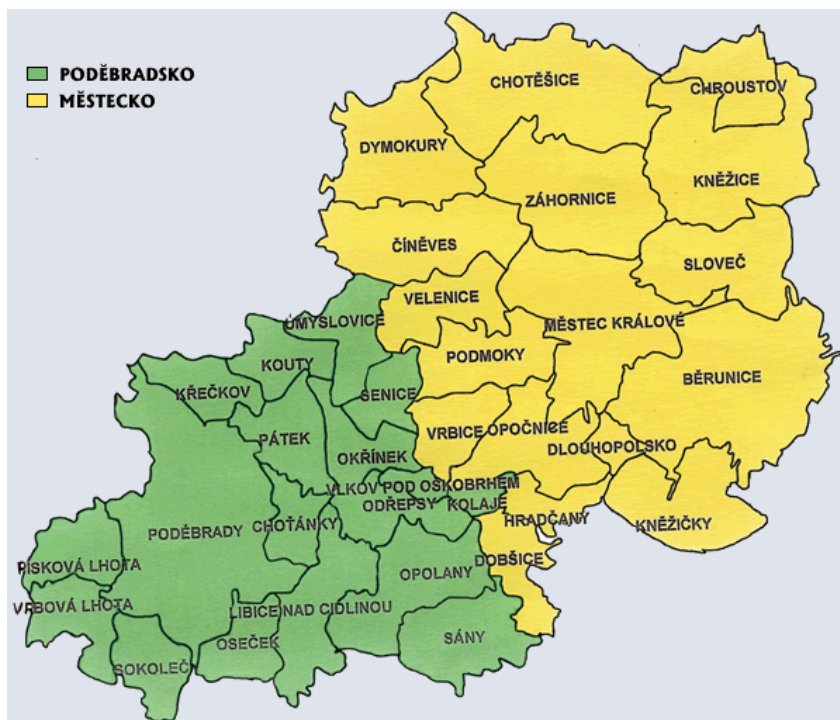 PODĚBRADSKO
MĚSTECKO
CHOTĚŠICE
CHROUSTOV
DYMOKURY
KNĚŽICE
ZÁHORNICE
ČÍNĚVES
SLOVEČ
VELENICE
ÚMYSLOVICE
MĚSTEC KRÁLOVÉ
PODMOKY
KOUTY
BĚRUNICE
KŘEČKOV
SENICE
VRBICE
OPOČNICE
PÁTEK
DLOUHOPOLSKO
OKŘÍNEK
VLKOV POD OSKOBRHEM
ODŘEPSY
KOLAJE
HRADČANY
KNĚŽIČKY
PODĚBRADY
CHOŤÁNKY
DOBŠICE
PÍSKOVÁ LHOTA
OPOLANY
VRBOVÁ LHOTA
LIBICE NAD CIDLINOU
OSEČEK
SÁNY
SOKOLEČ